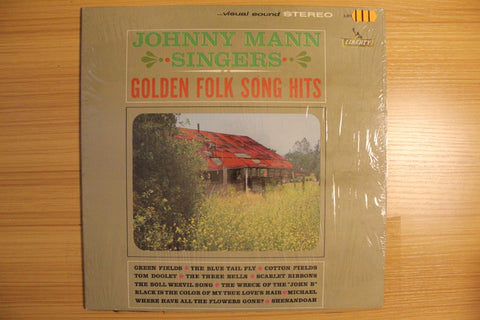 ...visual sound STEREO
LIBERTY
JOHNNY MANN
SINGERS
GOLDEN FOLK SONG HITS
GREEN FIELDS ★ THE BLUE TAIL FLY ★ COTTON FIELDS
TOM DOOLEY ★ THE THREE BELLS ★ SCARLET RIBBONS
THE BOLL WEEVIL SONG ★ THE WRECK OF THE "JOHN B"
BLACK IS THE COLOR OF MY TRUE LOVE'S HAIR ★ MICHAEL
WHERE HAVE ALL THE FLOWERS GONE? ★ SHENANDOAH